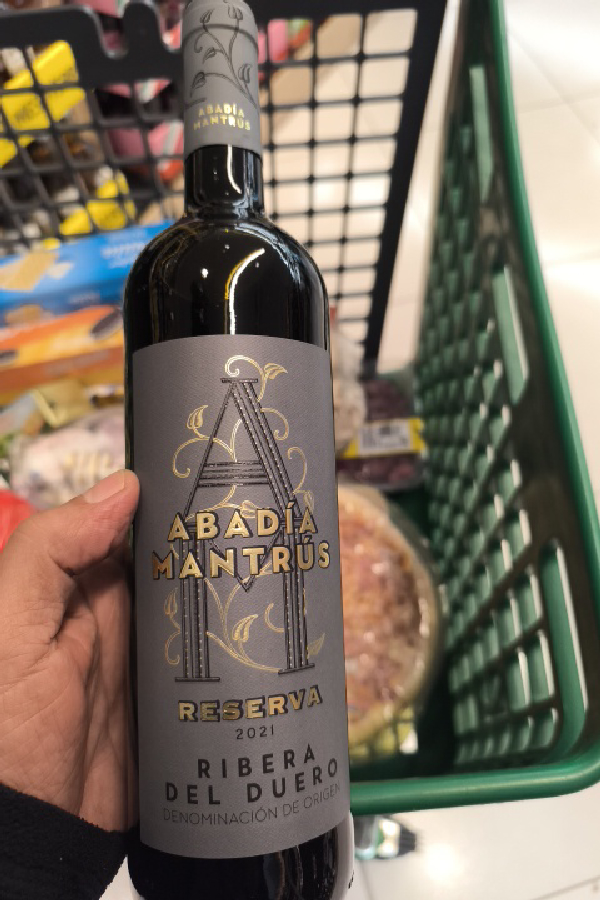 ABADÍA
MANTRÚS
ABADÍA
MANTRÚS
RESERVA
2021
RIBERA
DEL DUERO
DENOMINACIÓN DE ORIGEN